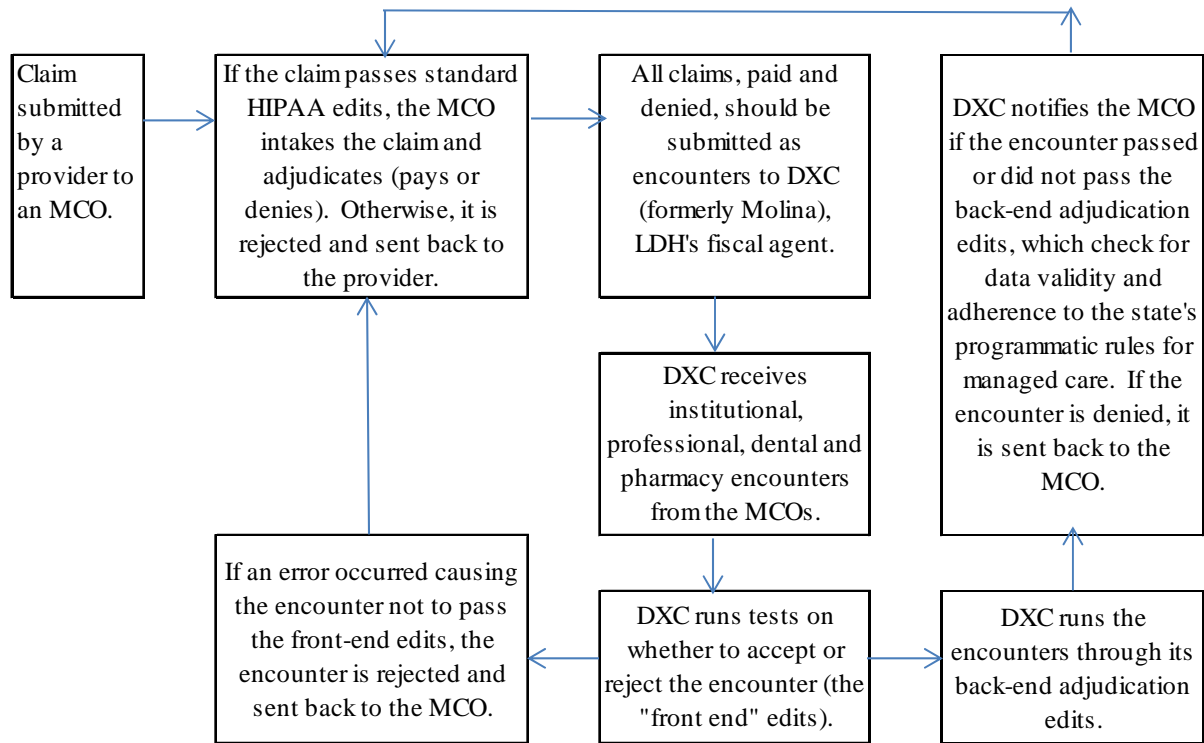 Claim
submitted
by a
provider to
an MCO.
If the claim passes standard
HIPAA edits, the MCO
intakes the claim and
adjudicates (pays or
denies).  Otherwise, it is
rejected and sent back to
the provider.
All claims, paid and
denied, should be
submitted as
encounters to DXC
(formerly Molina),
LDH's fiscal agent.
DXC notifies the MCO
if the encounter passed
or did not pass the
back-end adjudication
edits, which check for
data validity and
adherence to the state's
programmatic rules for
managed care.  If the
encounter is denied, it
is sent back to the
MCO.
DXC receives
institutional,
professional, dental and
pharmacy encounters
from the MCOs.
If an error occurred causing
the encounter not to pass
the front-end edits, the
encounter is rejected and
sent back to the MCO.
DXC runs tests on
whether to accept or
reject the encounter (the
"front end" edits).
DXC runs the
encounters through its
back-end adjudication
edits.